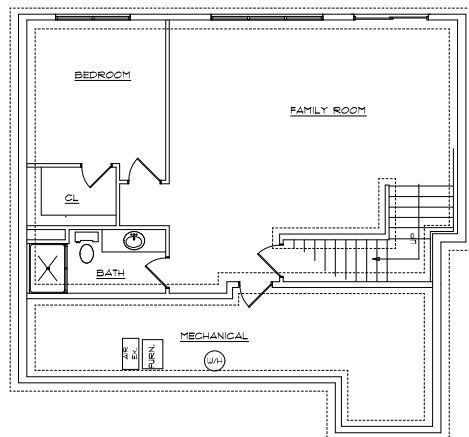 BEDROOM
FAMILY ROOM
CL
UP
BATH
MECHANICAL
AIR
EX.
FURN.
W/H